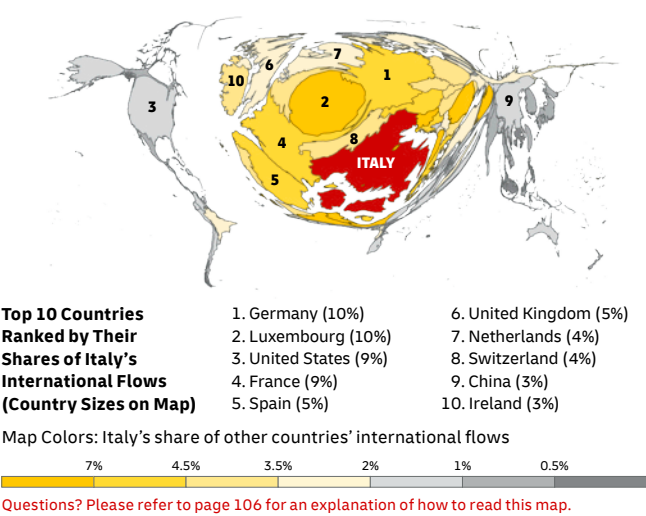 7
6
1
10
2
3
9
8
4
ITALY
5
Top 10 Countries
Ranked by Their
Shares of Italy's
International Flows
(Country Sizes on Map)
1. Germany (10%)
2. Luxembourg (10%)
3. United States (9%)
4. France (9%)
5. Spain (5%)
6. United Kingdom (5%)
7. Netherlands (4%)
8. Switzerland (4%)
9. China (3%)
10. Ireland (3%)
Map Colors: Italy's share of other countries' international flows
7% 4.5% 3.5% 2% 1% 0.5%
Questions? Please refer to page 106 for an explanation of how to read this map.